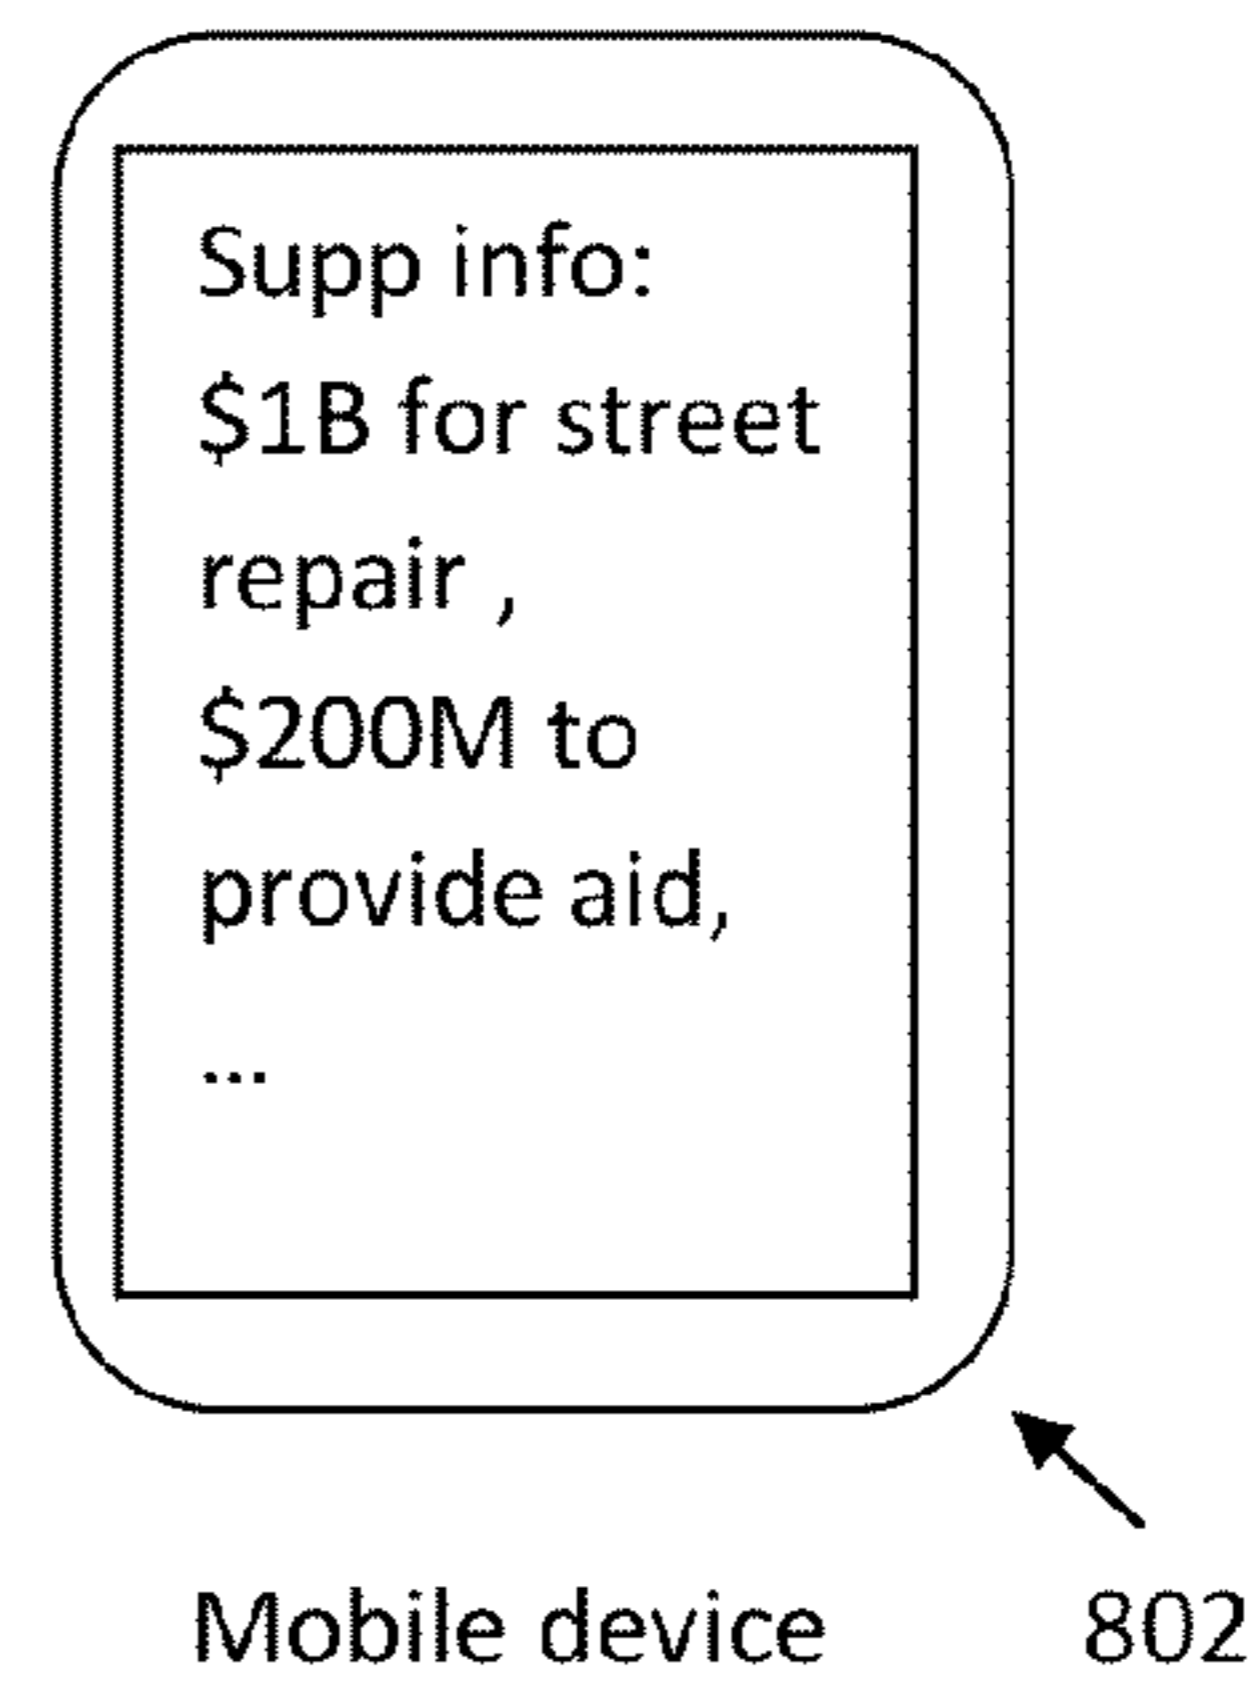 Supp info:
$1B for street
repair ,
$200M to
provide aid,
...
Mobile device 802